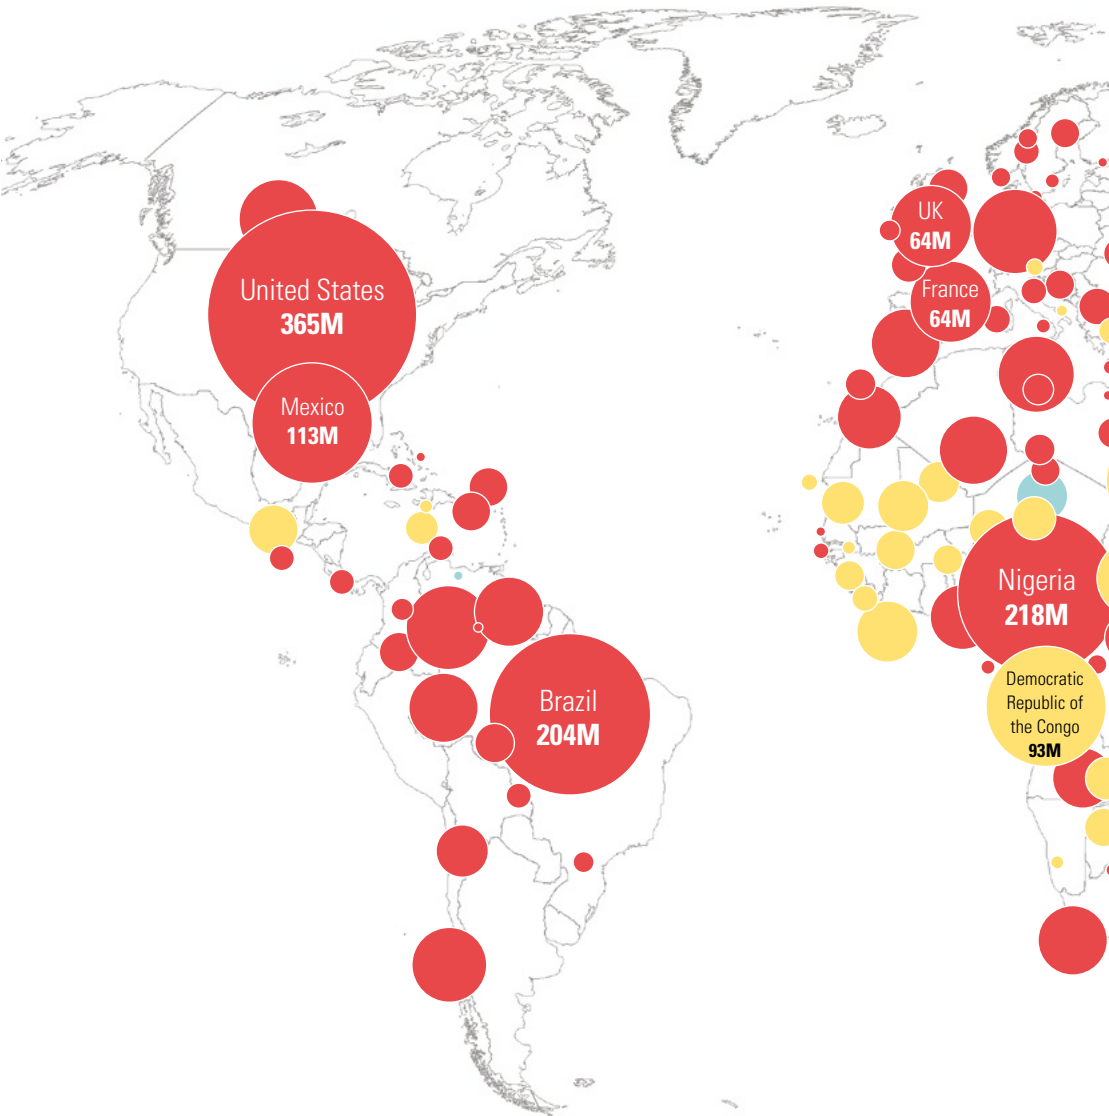 UK
64M
United States
365M
France
64M
Mexico
113M
Nigeria
218M
Democratic
Republic of
the Congo
93M
Brazil
204M